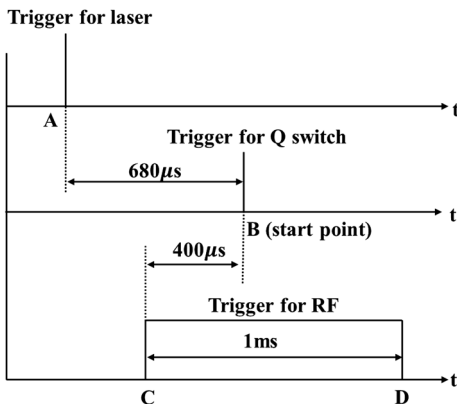 Trigger for laser
t
A
Trigger for Q switch
680μs
t
B (start point)
400μs
Trigger for RF
1ms
t
C
D